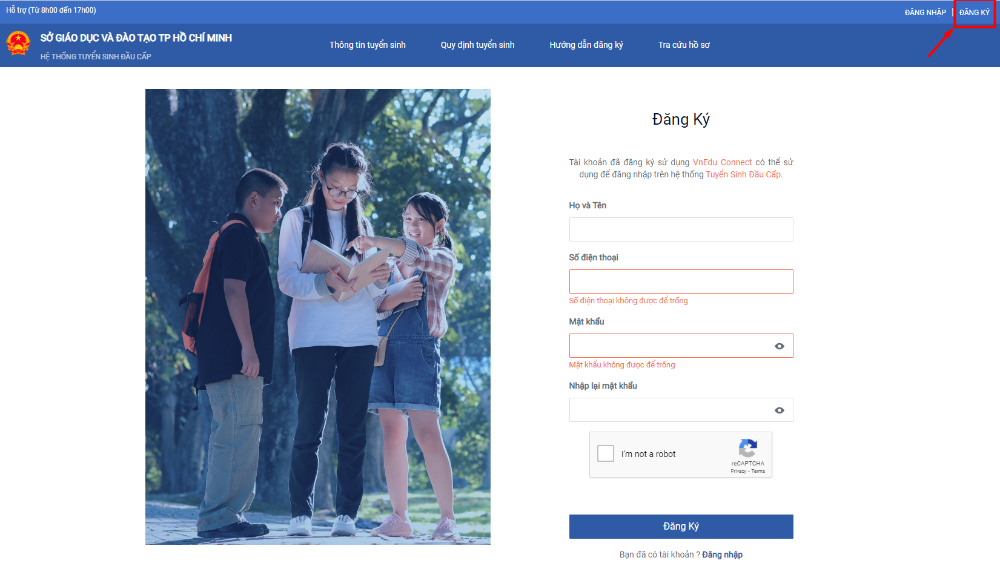 Hỗ trợ (Từ 8h00 đến 17h00)
ĐĂNG NHẬP | ĐĂNG KÝ
SỞ GIÁO DỤC VÀ ĐÀO TẠO TP HỒ CHÍ MINH
HỆ THỐNG TUYỂN SINH ĐẦU CẤP
Thông tin tuyển sinh
Quy định tuyển sinh
Hướng dẫn đăng ký
Tra cứu hồ sơ
Đăng Ký
Tài khoản đã đăng ký sử dụng VnEdu Connect có thể sử
dụng để đăng nhập trên hệ thống Tuyển Sinh Đầu Cấp.
Họ và Tên
Số điện thoại
Số điện thoại không được để trống
Mật khẩu
Mật khẩu không được để trống
Nhập lại mật khẩu
I'm not a robot
reCAPTCHA
Privacy - Terms
Đăng Ký
Bạn đã có tài khoản ? Đăng nhập